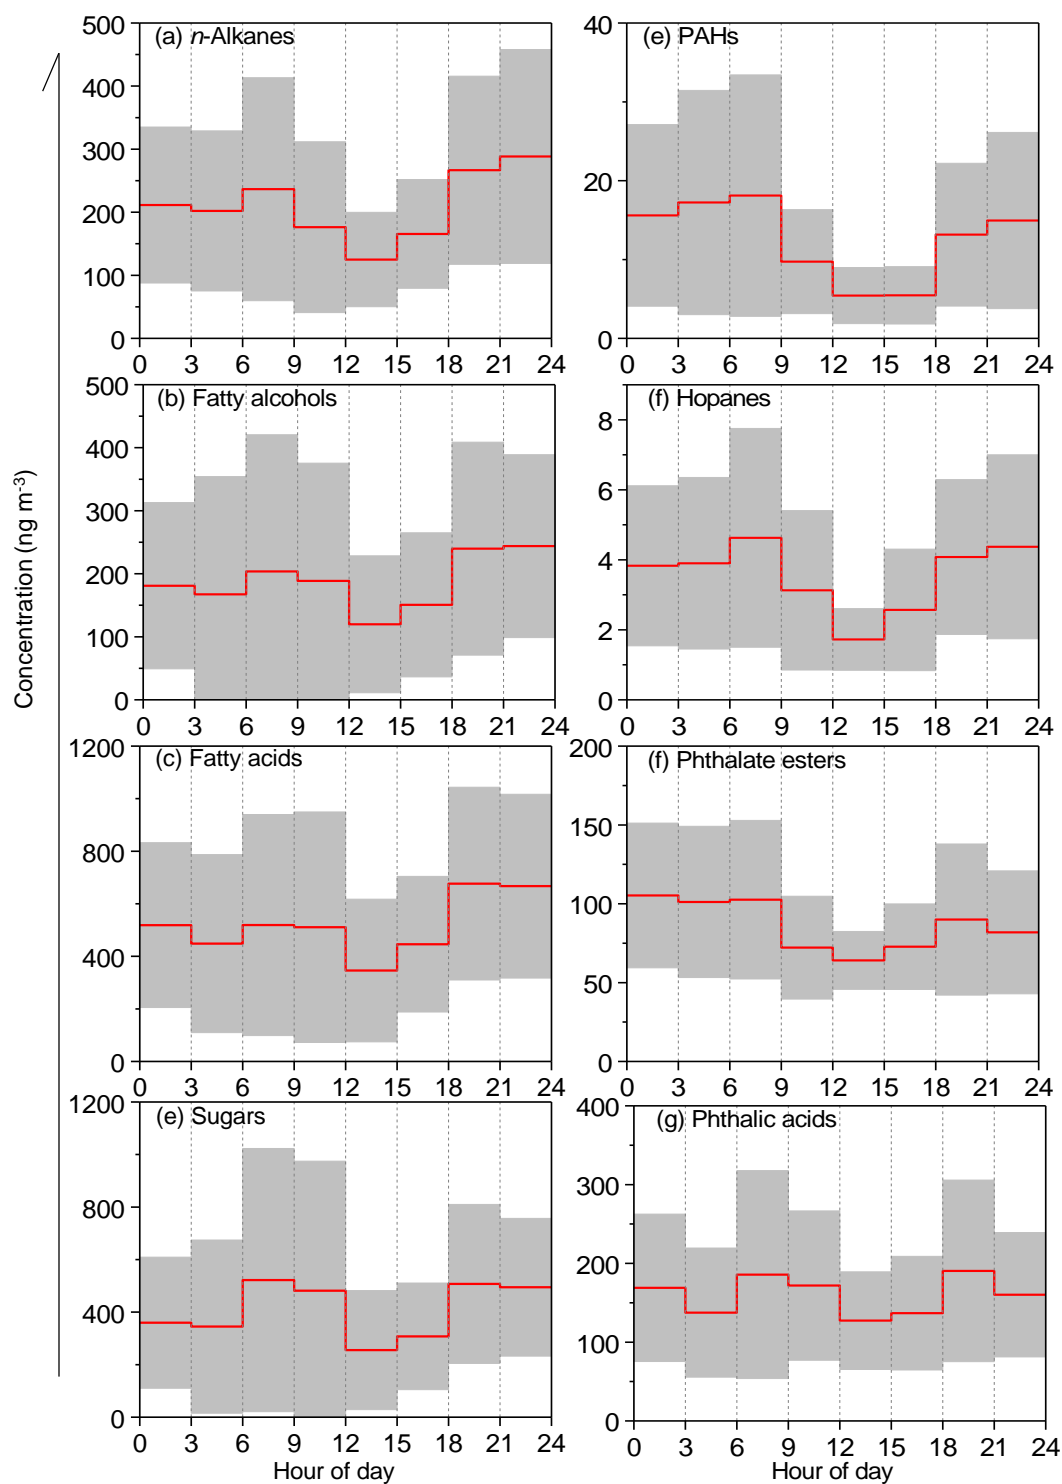 Concentration (ng m-3)
(a) n-Alkanes
500
400
300
200
100
0
0 3 6 9 12 15 18 21 24
(e) PAHs
40
20
0
0 3 6 9 12 15 18 21 24
(b) Fatty alcohols
500
400
300
200
100
0
0 3 6 9 12 15 18 21 24
(f) Hopanes
8
6
4
2
0
0 3 6 9 12 15 18 21 24
(c) Fatty acids
1200
800
400
0
0 3 6 9 12 15 18 21 24
(f) Phthalate esters
200
150
100
50
0
0 3 6 9 12 15 18 21 24
(e) Sugars
1200
800
400
0
0 3 6 9 12 15 18 21 24
Hour of day
(g) Phthalic acids
400
300
200
100
0
0 3 6 9 12 15 18 21 24
Hour of day